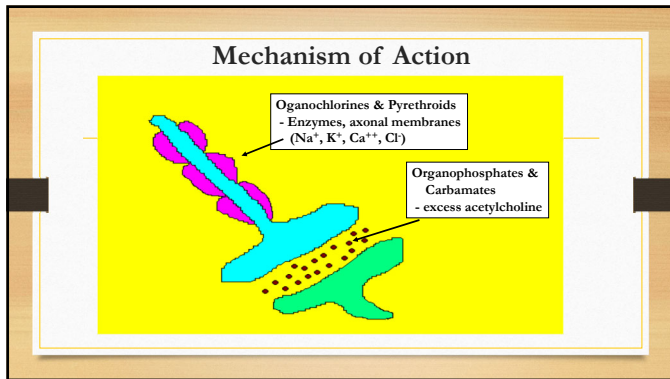 Mechanism of Action
Oganochlorines & Pyrethroids
- Enzymes, axonal membranes
(Na⁺, K⁺, Ca⁺⁺, Cl⁻)
Organophosphates &
Carbamates
- excess acetylcholine